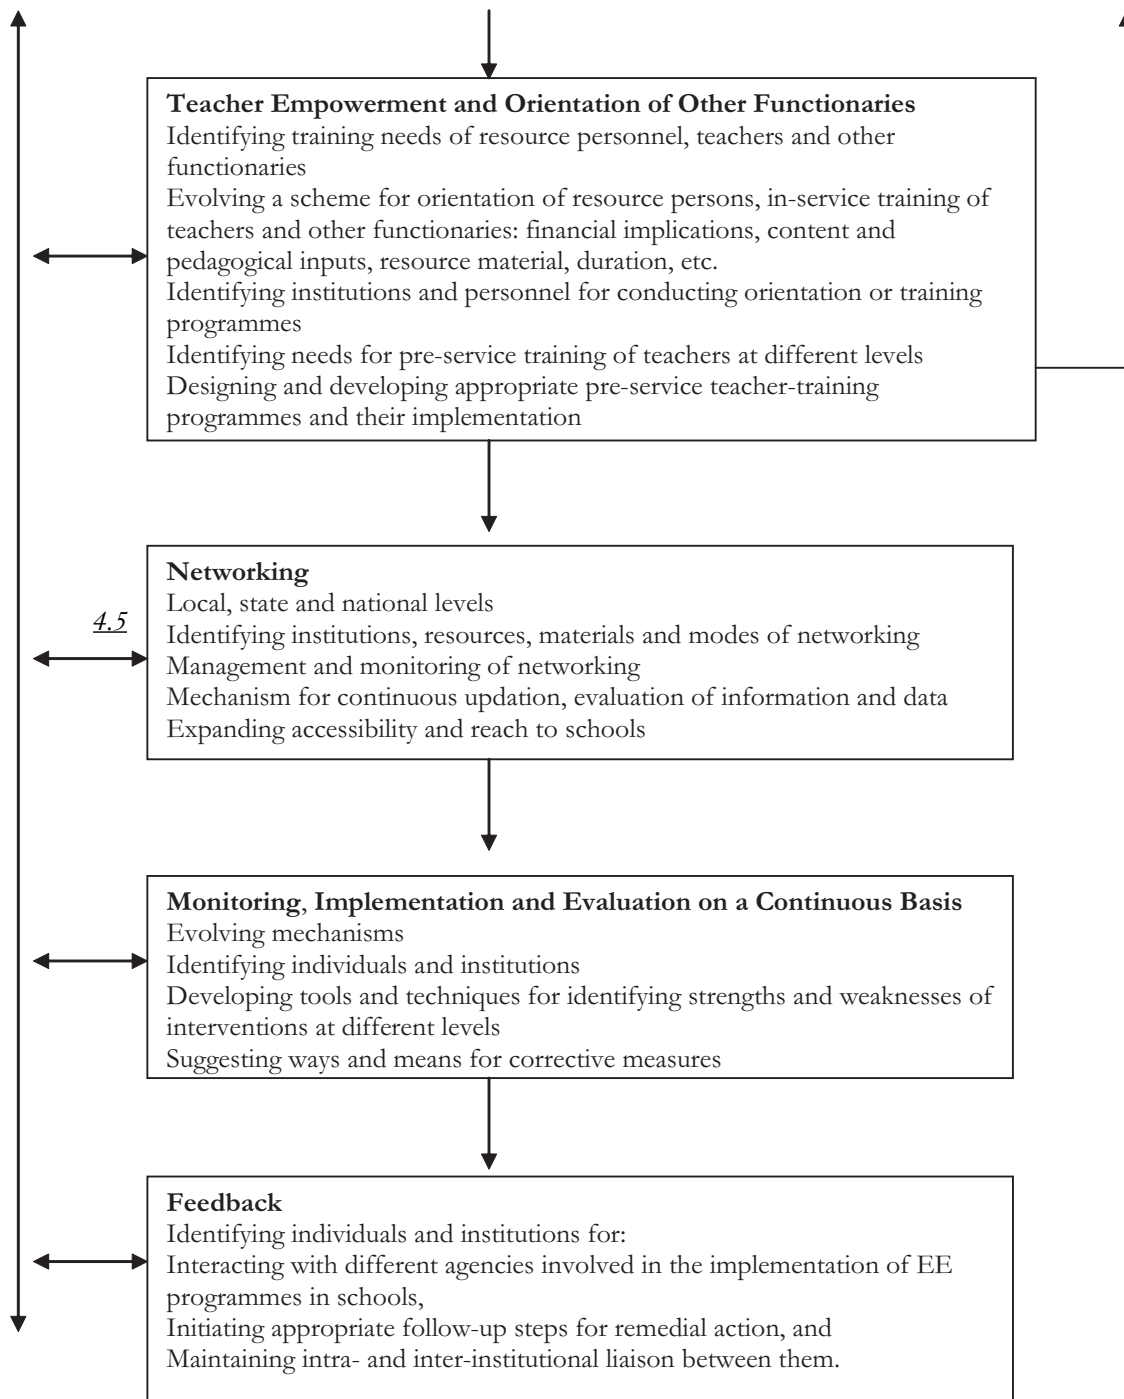 Teacher Empowerment and Orientation of Other Functionaries
Identifying training needs of resource personnel, teachers and other
functionaries
Evolving a scheme for orientation of resource persons, in-service training of
teachers and other functionaries: financial implications, content and
pedagogical inputs, resource material, duration, etc.
Identifying institutions and personnel for conducting orientation or training
programmes
Identifying needs for pre-service training of teachers at different levels
Designing and developing appropriate pre-service teacher-training
programmes and their implementation
Networking
Local, state and national levels
4.5
Identifying institutions, resources, materials and modes of networking
Management and monitoring of networking
Mechanism for continuous updation, evaluation of information and data
Expanding accessibility and reach to schools
Monitoring, Implementation and Evaluation on a Continuous Basis
Evolving mechanisms
Identifying individuals and institutions
Developing tools and techniques for identifying strengths and weaknesses of
interventions at different levels
Suggesting ways and means for corrective measures
Feedback
Identifying individuals and institutions for:
Interacting with different agencies involved in the implementation of EE
programmes in schools,
Initiating appropriate follow-up steps for remedial action, and
Maintaining intra- and inter-institutional liaison between them.